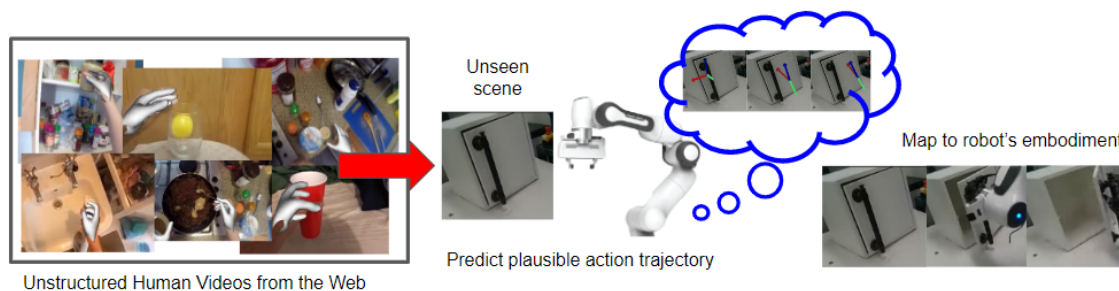 Unseen
scene
Map to robot's embodiment
Predict plausible action trajectory
Unstructured Human Videos from the Web